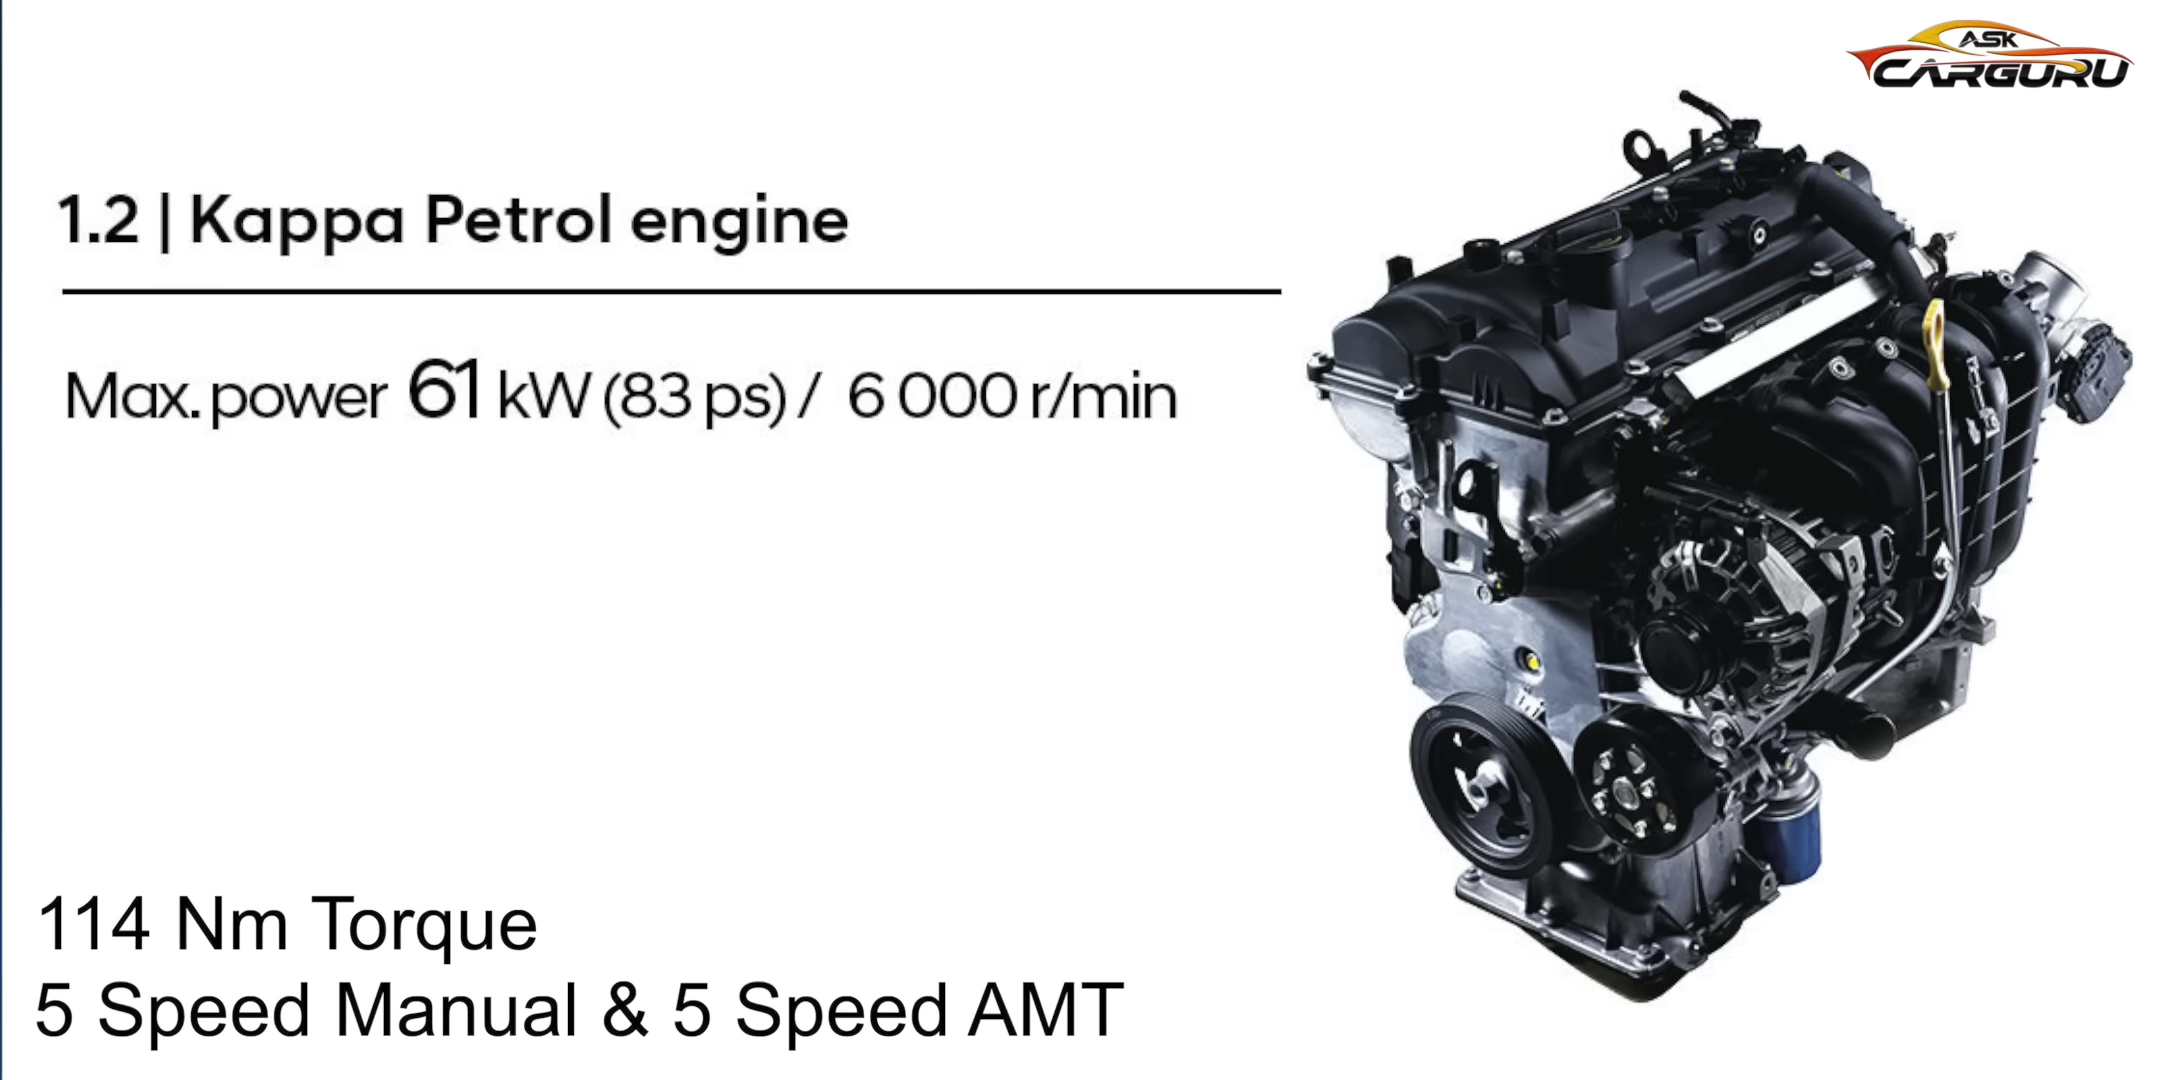 ASK
CARGURU
1.2 | Kappa Petrol engine
Max. power 61 kW (83 ps) / 6 000 r/min
114 Nm Torque
5 Speed Manual & 5 Speed AMT